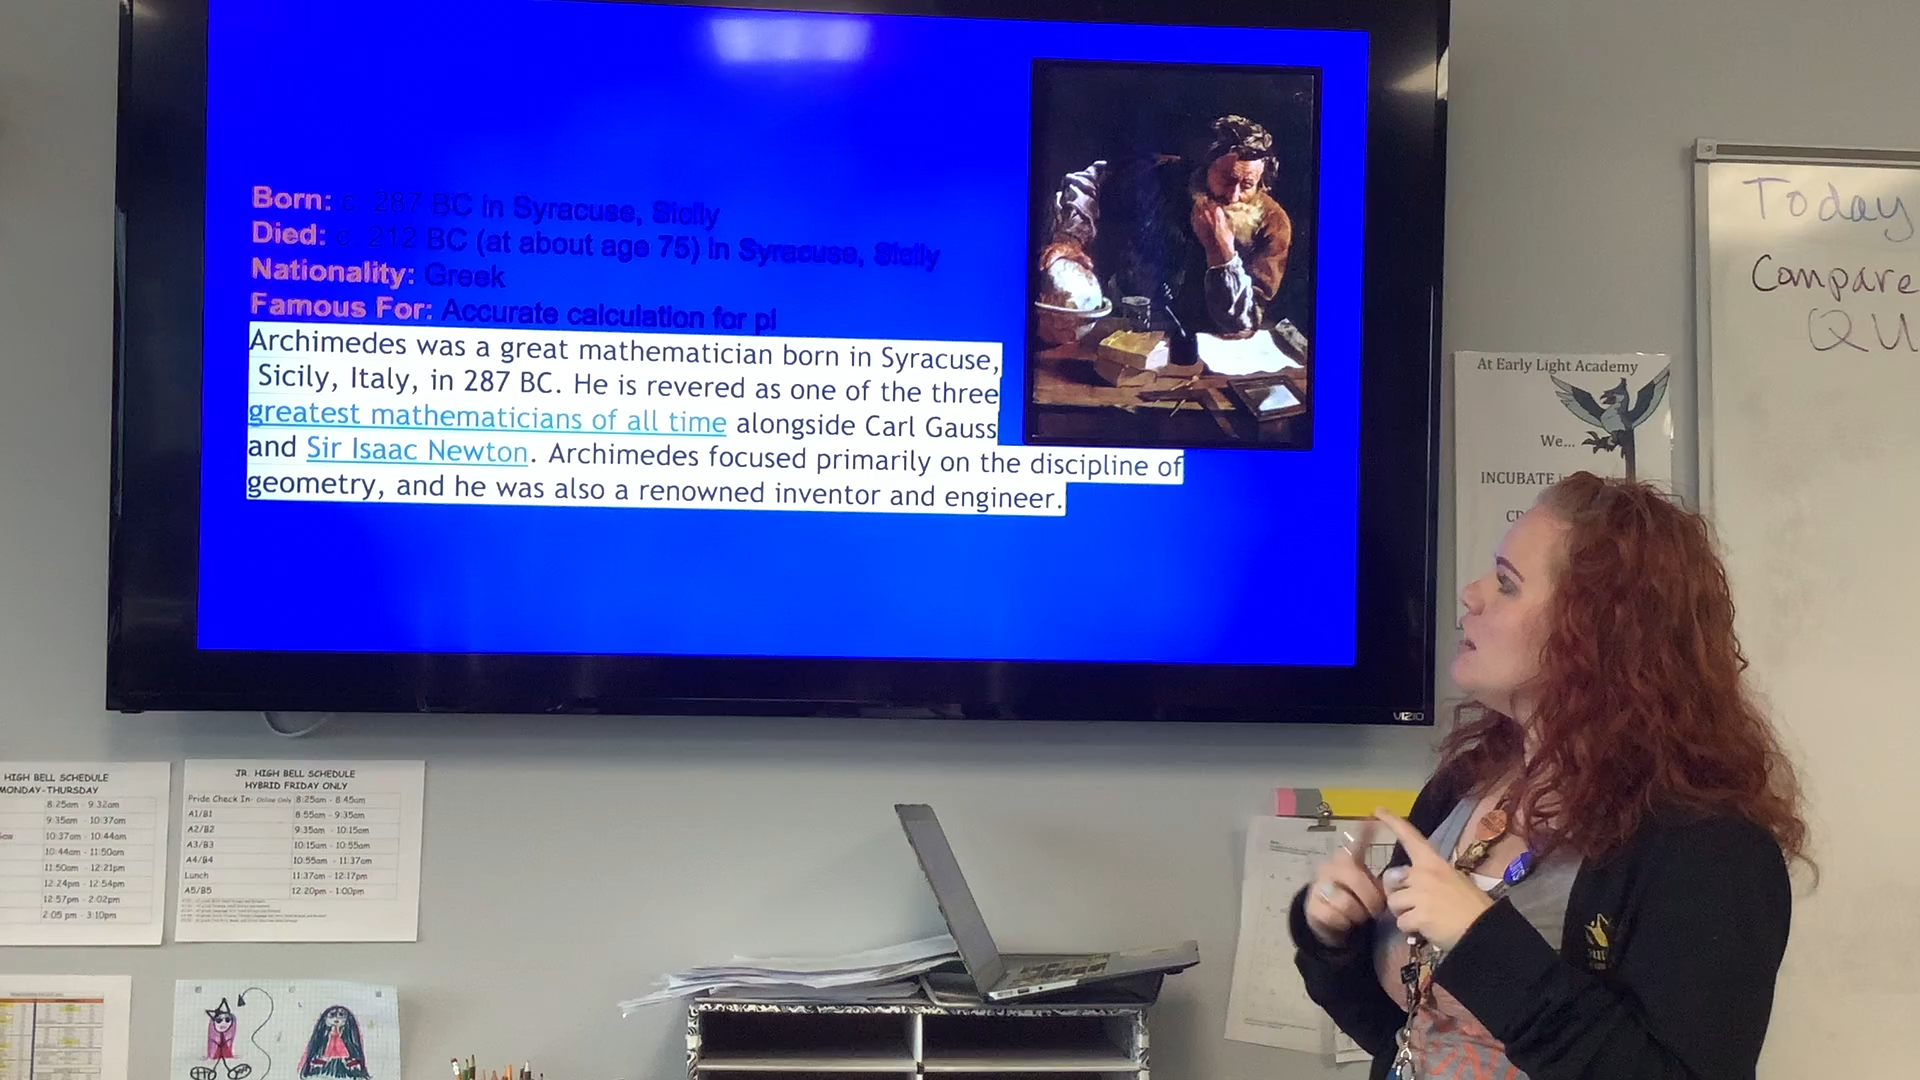 Born: c. 287 BC in Syracuse, Sicily
Died: c. 212 BC (at about age 75) in Syracuse, Sicily
Nationality: Greek
Famous For: Accurate calculation for pi
Archimedes was a great mathematician born in Syracuse,
Sicily, Italy, in 287 BC. He is revered as one of the three
greatest mathematicians of all time alongside Carl Gauss
and Sir Isaac Newton. Archimedes focused primarily on the discipline of
geometry, and he was also a renowned inventor and engineer.
VIZIO
Today
Compare
QU
At Early Light Academy
We...
INCUBATE
HIGH BELL SCHEDULE
MONDAY-THURSDAY
8:25am - 9:32am
9:35am - 10:37am
10:37am - 10:44am
10:44am - 11:50am
11:50am - 12:21pm
12:24pm - 12:54pm
12:57pm - 2:02pm
2:05 pm - 3:10pm
JR. HIGH BELL SCHEDULE
HYBRID FRIDAY ONLY
Pride Check In- Online Only 8:25am - 8:45am
A1/B1 8:55am - 9:35am
A2/B2 9:35am - 10:15am
A3/B3 10:15am - 10:55am
A4/B4 10:55am - 11:37am
Lunch 11:37am - 12:17pm
A5/B5 12:20pm - 1:00pm